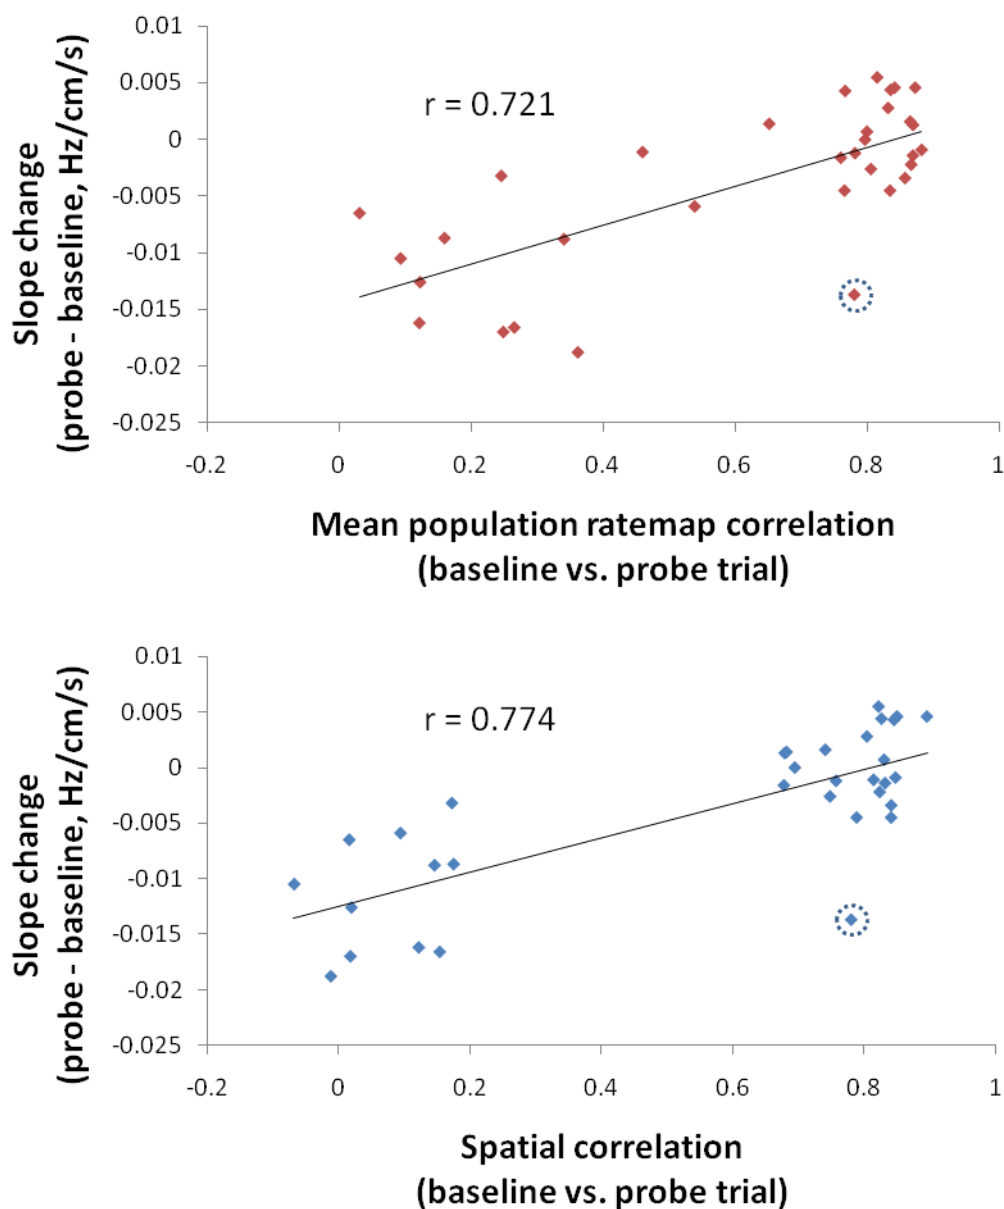 0.01
0.005
0
-0.005
-0.01
-0.015
-0.02
-0.025
Slope change
(probe - baseline, Hz/cm/s)
r = 0.721
-0.2 0 0.2 0.4 0.6 0.8 1
Mean population ratemap correlation
(baseline vs. probe trial)
0.01
0.005
0
-0.005
-0.01
-0.015
-0.02
-0.025
Slope change
(probe - baseline, Hz/cm/s)
r = 0.774
-0.2 0 0.2 0.4 0.6 0.8 1
Spatial correlation
(baseline vs. probe trial)